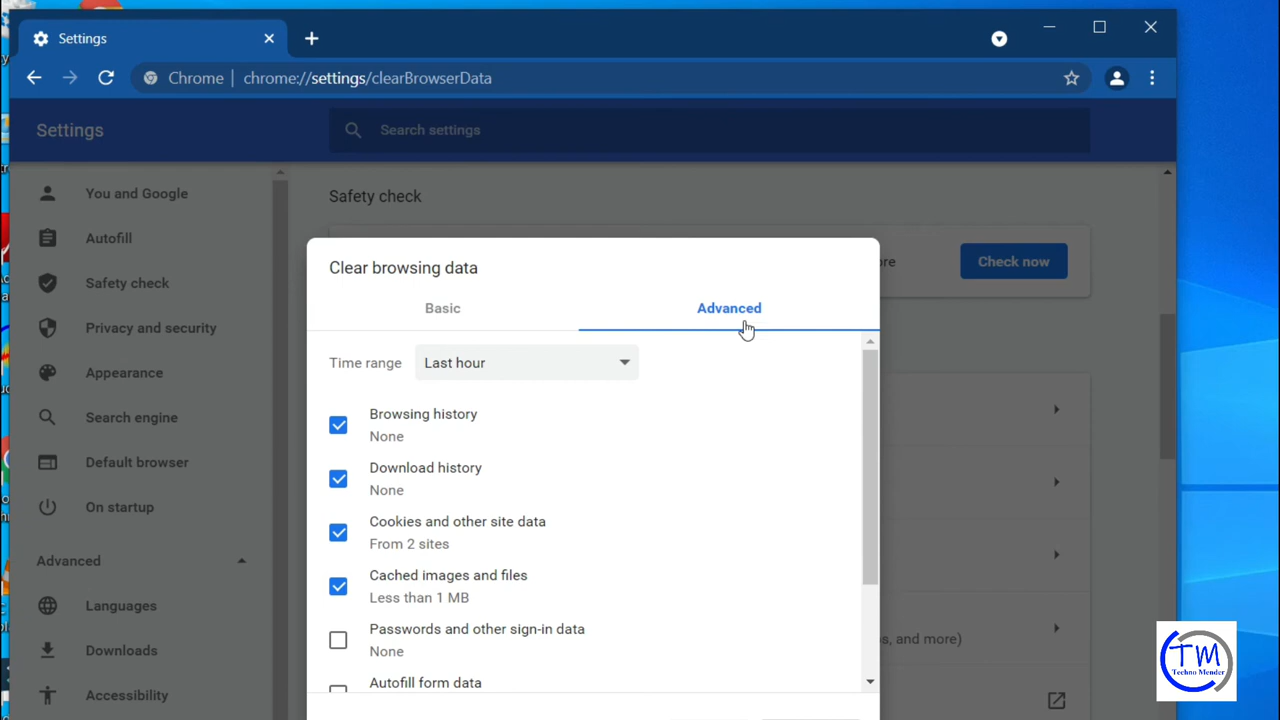 Settings
Chrome | chrome://settings/clearBrowserData
Settings
Search settings
You and Google
Autofill
Safety check
Privacy and security
Appearance
Search engine
Default browser
On startup
Advanced
Languages
Downloads
Accessibility
Safety check
ore
Check now
Clear browsing data
Basic
Advanced
Time range
Last hour
Browsing history
None
Download history
None
Cookies and other site data
From 2 sites
Cached images and files
Less than 1 MB
Passwords and other sign-in data
None
Autofill form data
s, and more)
TM
Techno Mender